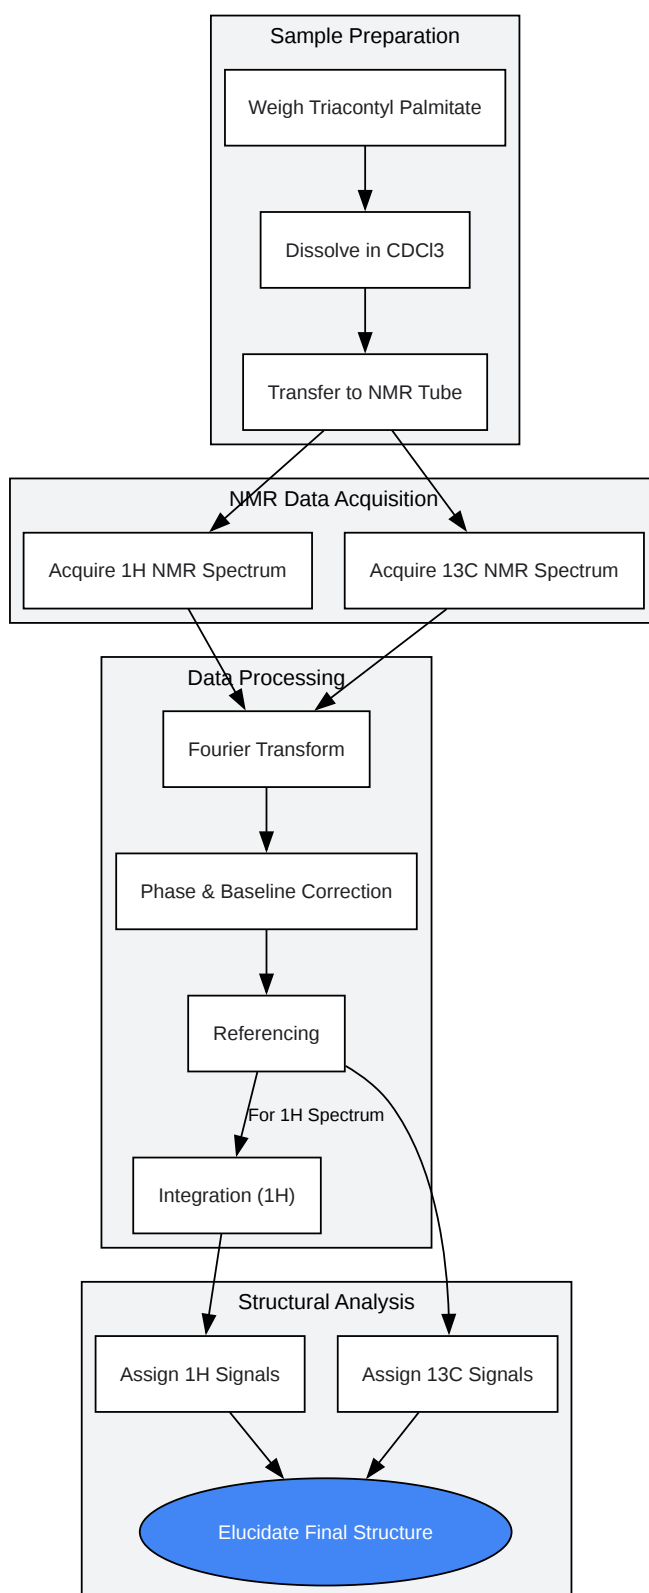 Sample Preparation
Weigh Triacontyl Palmitate
Dissolve in CDCl3
Transfer to NMR Tube
NMR Data Acquisition
Acquire 1H NMR Spectrum
Acquire 13C NMR Spectrum
Data Processing
Fourier Transform
Phase & Baseline Correction
Referencing
For 1H Spectrum
Integration (1H)
Structural Analysis
Assign 1H Signals
Assign 13C Signals
Elucidate Final Structure